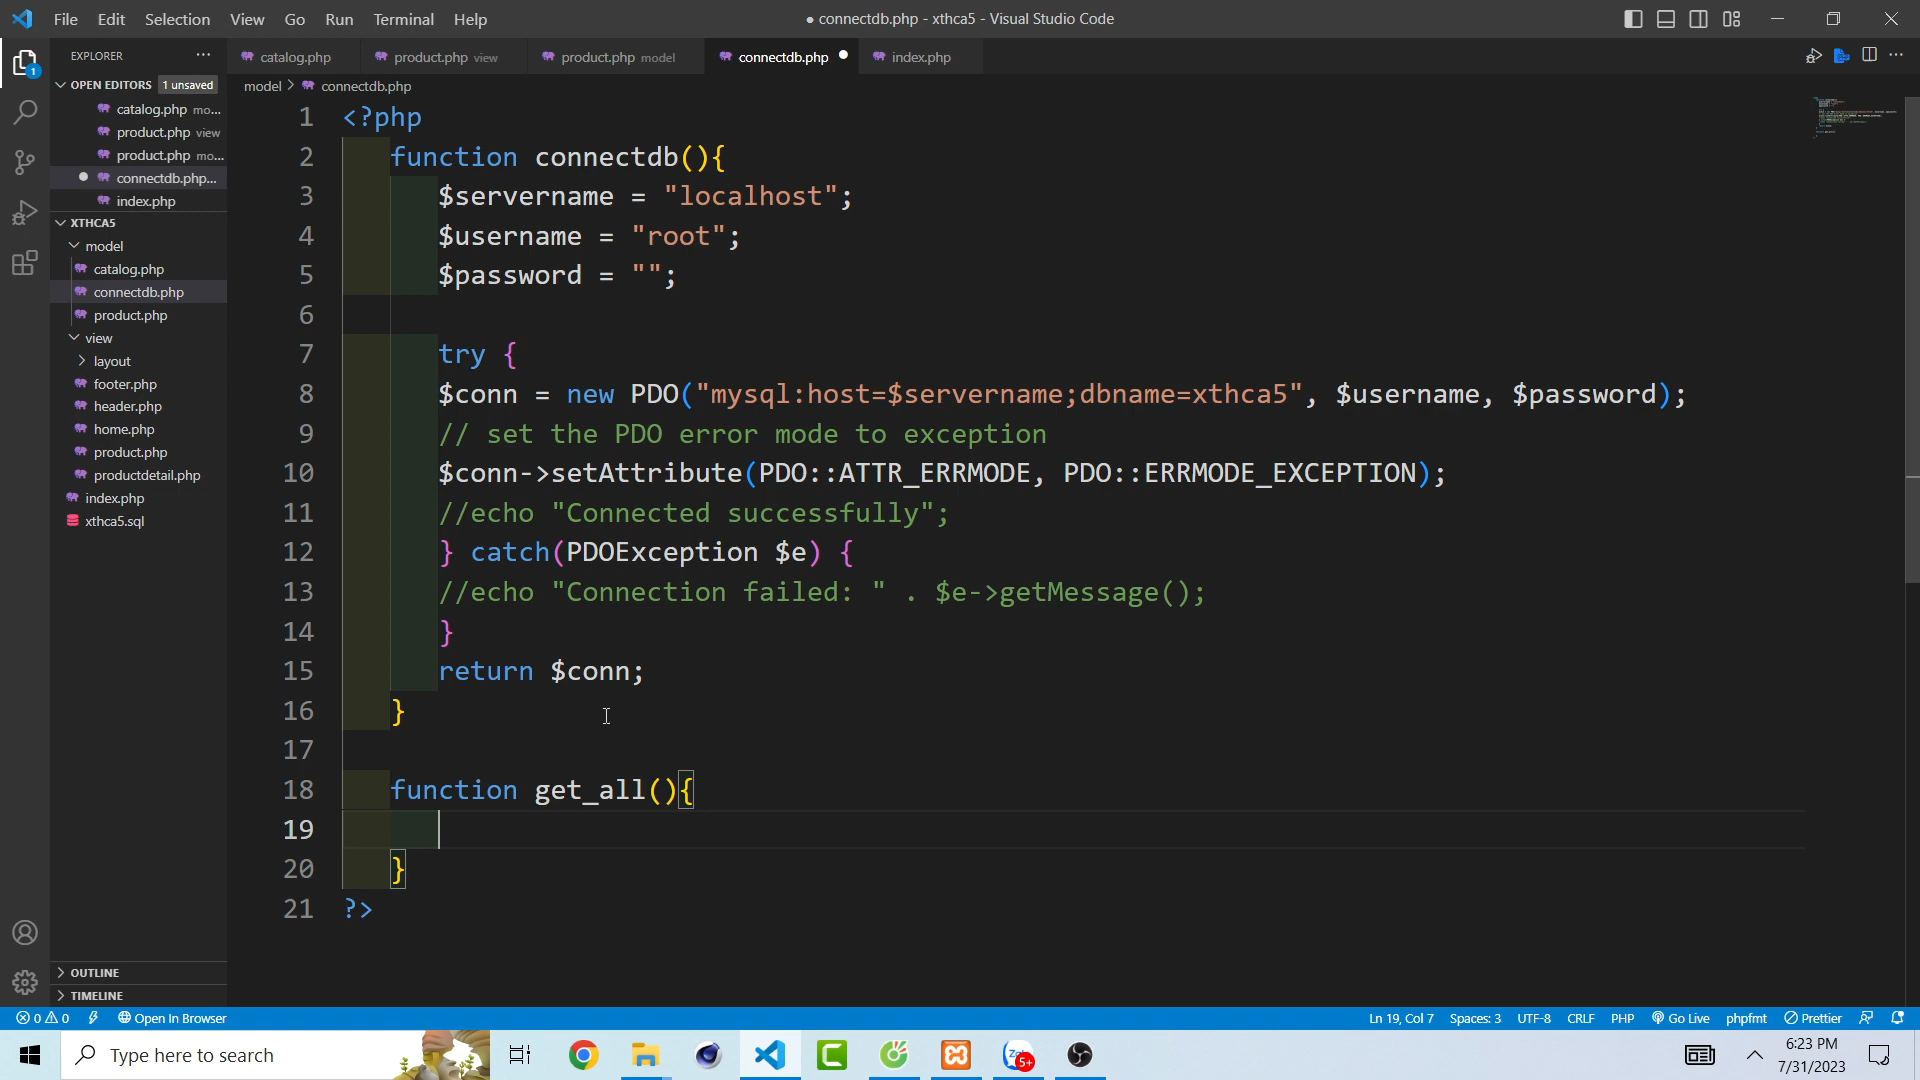 File Edit Selection View Go Run Terminal Help
● connectdb.php - xthca5 - Visual Studio Code
EXPLORER
catalog.php
product.php view
product.php model
connectdb.php ●
index.php
OPEN EDITORS 1 unsaved
catalog.php mo...
product.php view
product.php mo...
connectdb.php...
index.php
XTHCA5
model
catalog.php
connectdb.php
product.php
view
layout
footer.php
header.php
home.php
product.php
productdetail.php
index.php
xthca5.sql
OUTLINE
TIMELINE
model > connectdb.php
1 <?php
2 function connectdb(){
3 $servername = "localhost";
4 $username = "root";
5 $password = "";
6
7 try {
8 $conn = new PDO("mysql:host=$servername;dbname=xthca5", $username, $password);
9 // set the PDO error mode to exception
10 $conn->setAttribute(PDO::ATTR_ERRMODE, PDO::ERRMODE_EXCEPTION);
11 //echo "Connected successfully";
12 } catch(PDOException $e) {
13 //echo "Connection failed: " . $e->getMessage();
14 }
15 return $conn;
16 }
17
18 function get_all(){
19
20 }
21 ?>
0 0 Open In Browser
Ln 19, Col 7 Spaces: 3 UTF-8 CRLF PHP Go Live phpfmt Prettier
Type here to search
5+
6:23 PM
7/31/2023